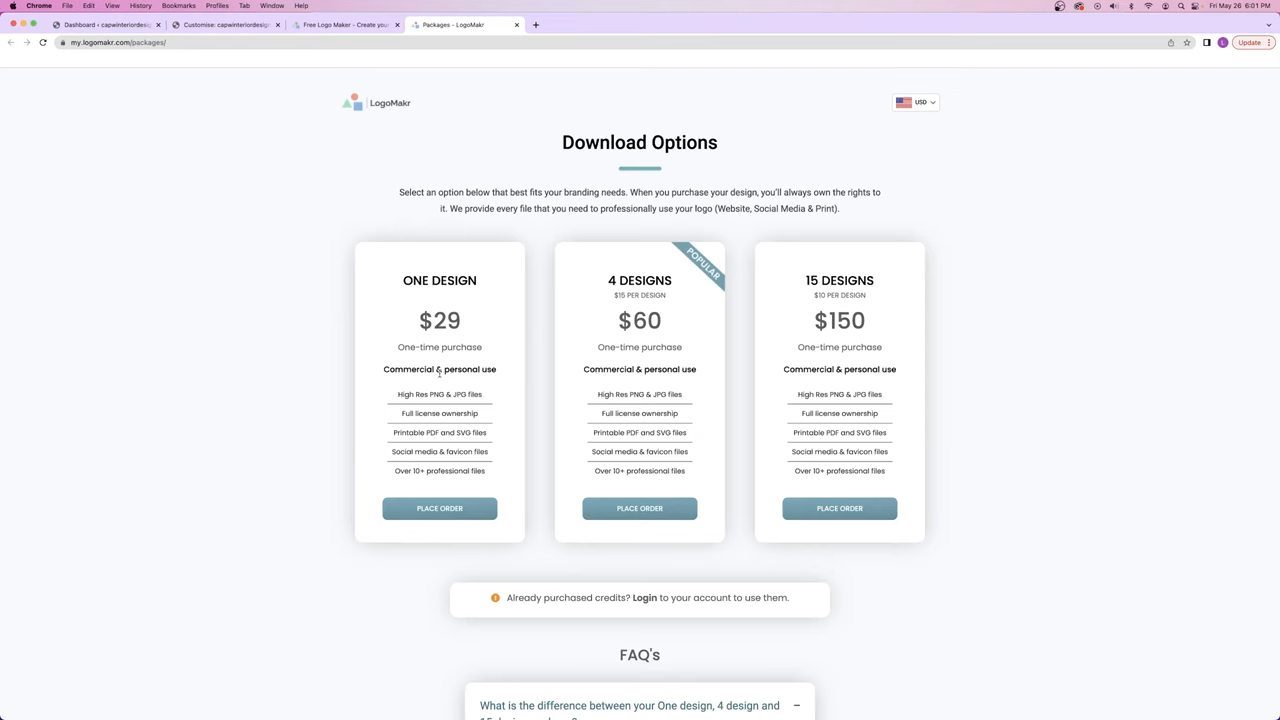 Chrome File Edit View History Bookmarks Profiles Tab Window Help
Fri May 26 6:01 PM
Dashboard ‹ capwinteriordesign
Customise: capwinteriordesign
Free Logo Maker - Create your
Packages - LogoMakr
my.logomakr.com/packages/
L
Update
LogoMakr
USD
Download Options
Select an option below that best fits your branding needs. When you purchase your design, you'll always own the rights to
it. We provide every file that you need to professionally use your logo (Website, Social Media & Print).
ONE DESIGN
$29
One-time purchase
Commercial & personal use
High Res PNG & JPG files
Full license ownership
Printable PDF and SVG files
Social media & favicon files
Over 10+ professional files
PLACE ORDER
POPULAR
4 DESIGNS
$15 PER DESIGN
$60
One-time purchase
Commercial & personal use
High Res PNG & JPG files
Full license ownership
Printable PDF and SVG files
Social media & favicon files
Over 10+ professional files
PLACE ORDER
15 DESIGNS
$10 PER DESIGN
$150
One-time purchase
Commercial & personal use
High Res PNG & JPG files
Full license ownership
Printable PDF and SVG files
Social media & favicon files
Over 10+ professional files
PLACE ORDER
Already purchased credits? Login to your account to use them.
FAQ's
What is the difference between your One design, 4 design and